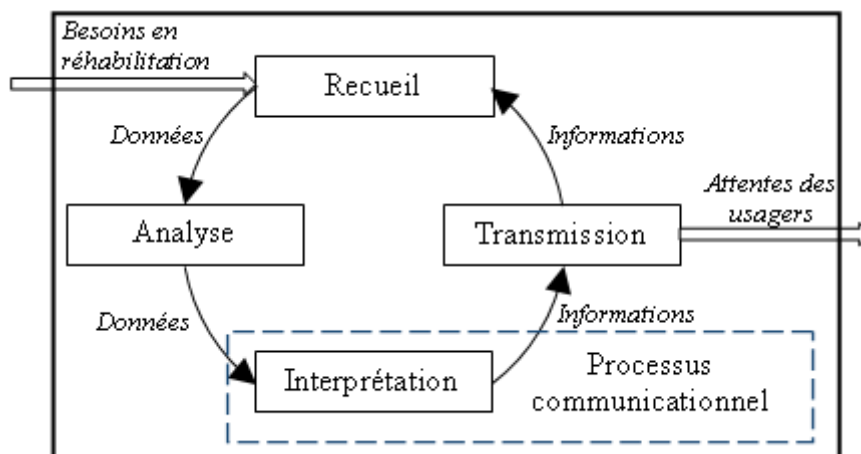 Besoins en
réhabilitation
Recueil
Données
Informations
Attentes des
usagers
Analyse
Transmission
Données
Informations
Interprétation
Processus
communicationnel